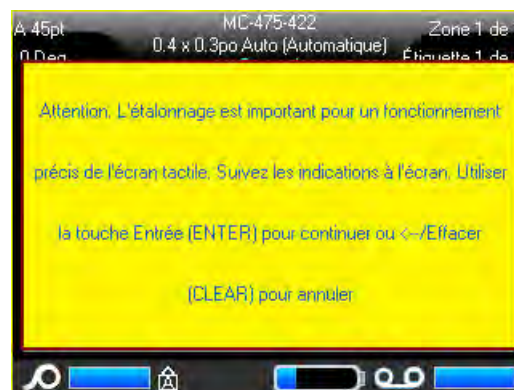 A 45pt MC-475-422 Zone 1 de
0 Deg 0.4 x 0.3po Auto (Automatique) Étiquette 1 de
Attention. L'étalonnage est important pour un fonctionnement
précis de l'écran tactile. Suivez les indications à l'écran. Utiliser
la touche Entrée (ENTER) pour continuer ou <--/Effacer
(CLEAR) pour annuler